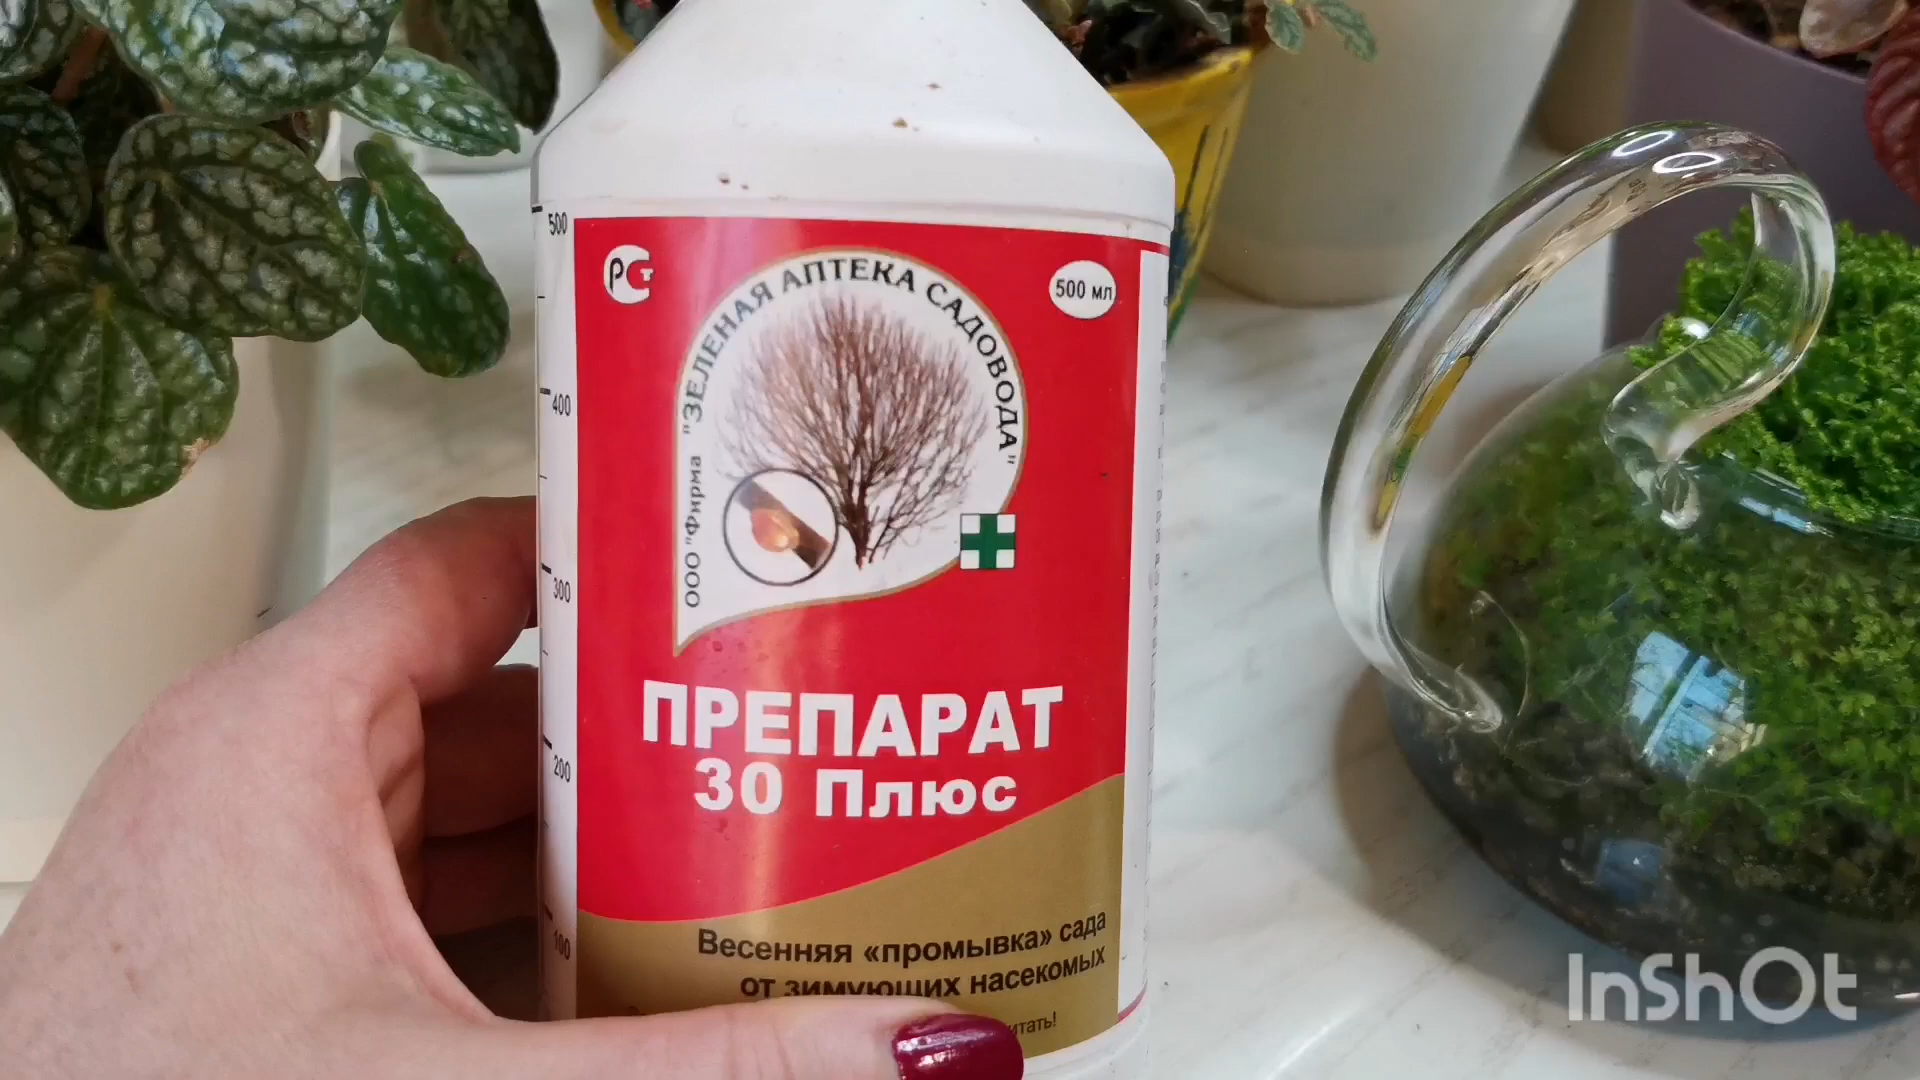 500
РСТ
ООО "Фирма "ЗЕЛЕНАЯ АПТЕКА САДОВОДА"
500 мл
400
300
ПРЕПАРАТ
30 Плюс
200
Весенняя «промывка» сада
100
от зимующих насекомых
InShOt